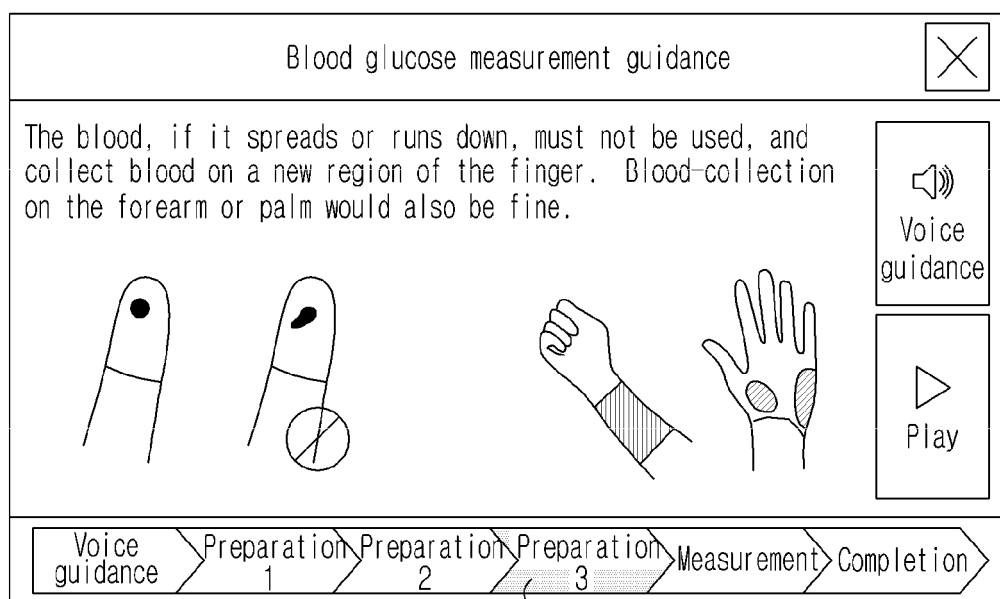 Blood glucose measurement guidance
The blood, if it spreads or runs down, must not be used, and
collect blood on a new region of the finger. Blood-collection
on the forearm or palm would also be fine.
Voice
guidance
Play
Voice
guidance
Preparation
1
Preparation
2
Preparation
3
Measurement
Completion